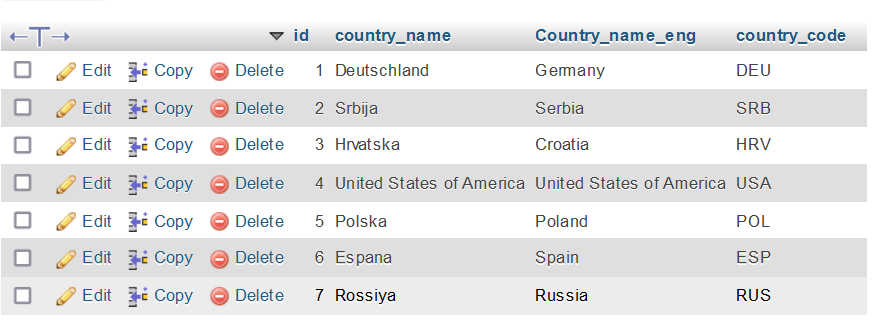 id country_name Country_name_eng country_code
Edit Copy Delete 1 Deutschland Germany DEU
Edit Copy Delete 2 Srbija Serbia SRB
Edit Copy Delete 3 Hrvatska Croatia HRV
Edit Copy Delete 4 United States of America United States of America USA
Edit Copy Delete 5 Polska Poland POL
Edit Copy Delete 6 Espana Spain ESP
Edit Copy Delete 7 Rossiya Russia RUS